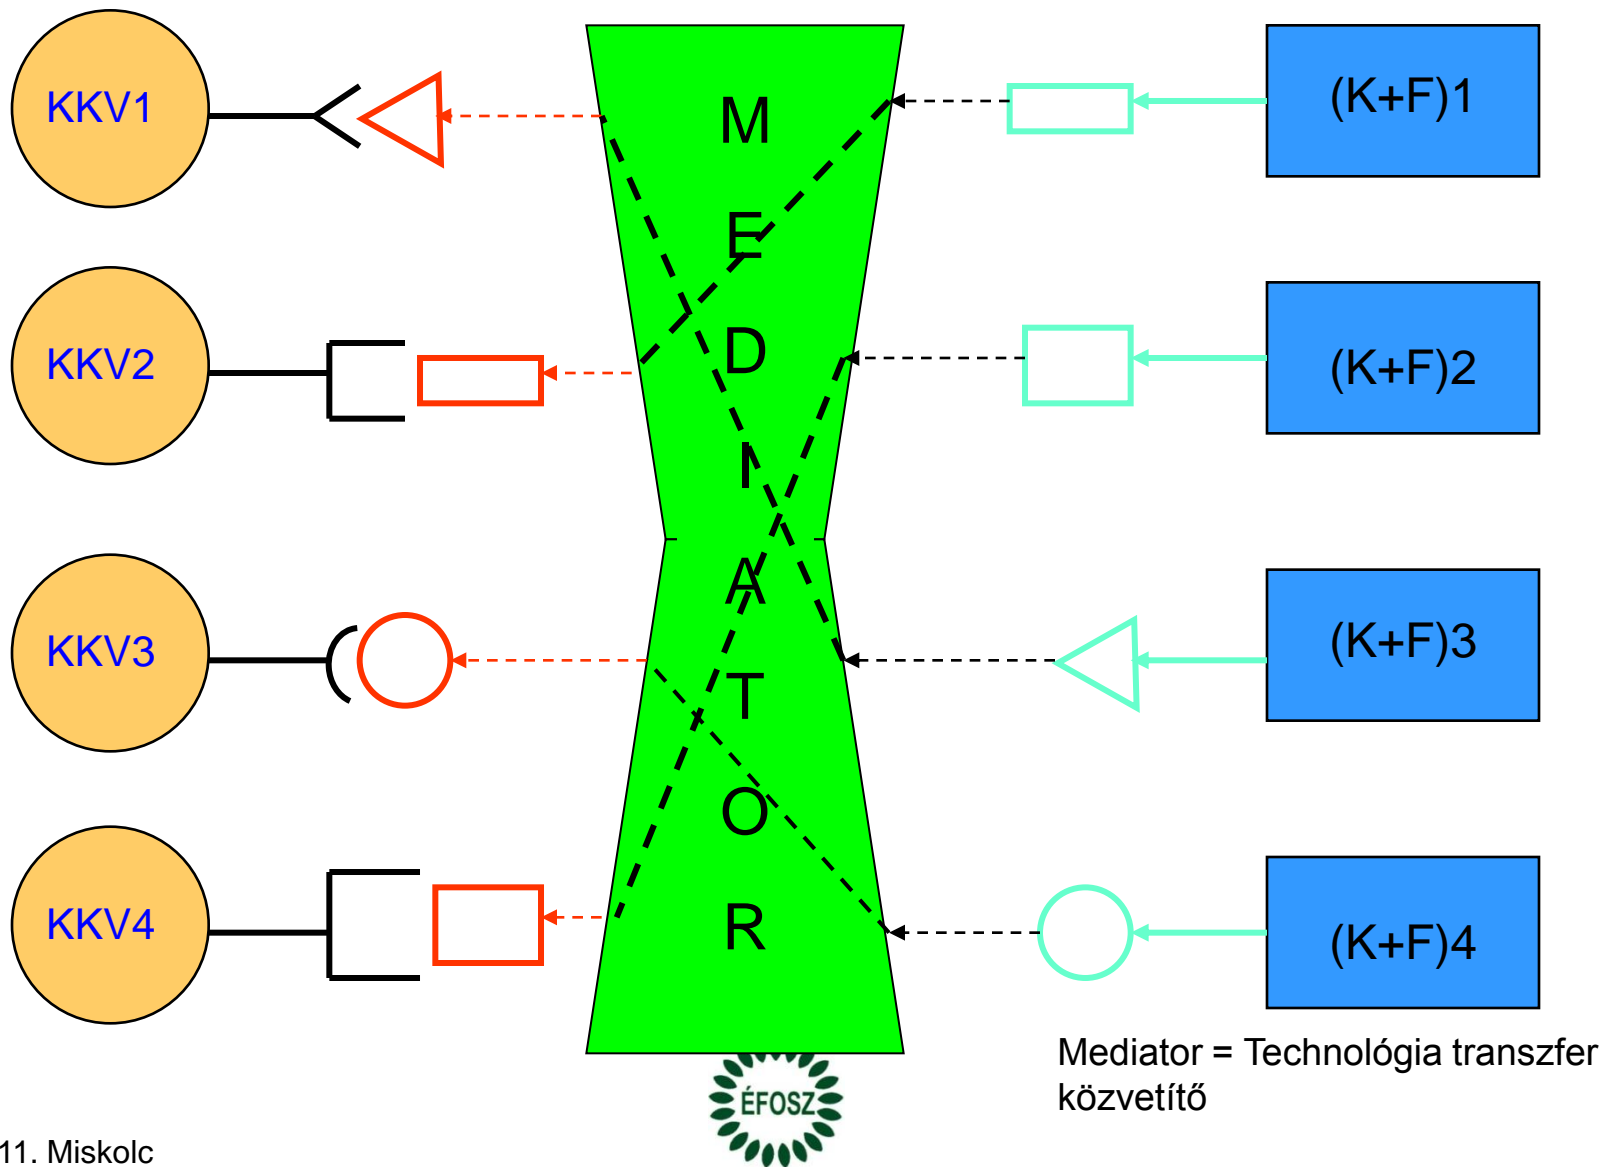 KKV1
KKV2
KKV3
KKV4
M
E
D
I
A
T
O
R
(K+F)1
(K+F)2
(K+F)3
(K+F)4
Mediator = Technológia transzfer
közvetítő
ÉFOSZ
11. Miskolc